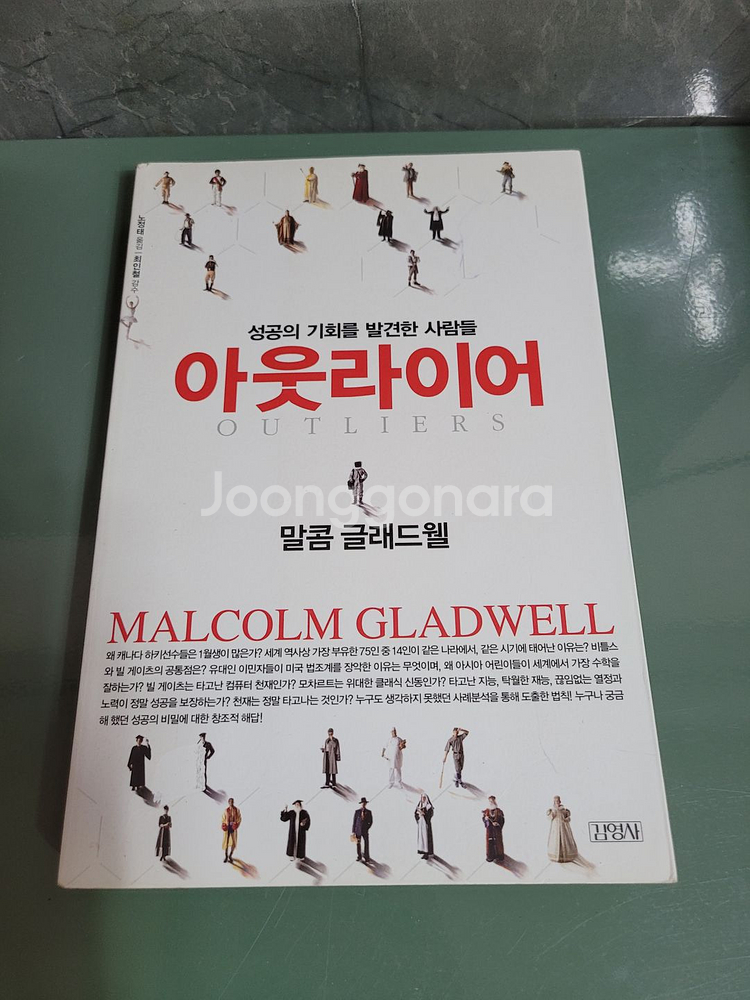 노정태 옮김 | 최인철 감수
성공의 기회를 발견한 사람들
아웃라이어
OUTLIERS
Joonggonara
말콤 글래드웰
MALCOLM GLADWELL
왜 캐나다 하키선수들은 1월생이 많은가? 세계 역사상 가장 부유한 75인 중 14인이 같은 나라에서, 같은 시기에 태어난 이유는? 비틀스
와 빌 게이츠의 공통점은? 유대인 이민자들이 미국 법조계를 장악한 이유는 무엇이며, 왜 아시아 어린이들이 세계에서 가장 수학을
잘하는가? 빌 게이츠는 타고난 컴퓨터 천재인가? 모차르트는 위대한 클래식 신동인가? 타고난 지능, 탁월한 재능, 끊임없는 열정과
노력이 정말 성공을 보장하는가? 천재는 정말 타고나는 것인가? 누구도 생각하지 못했던 사례분석을 통해 도출한 법칙! 누구나 궁금
해 했던 성공의 비밀에 대한 창조적 해답!
김영사